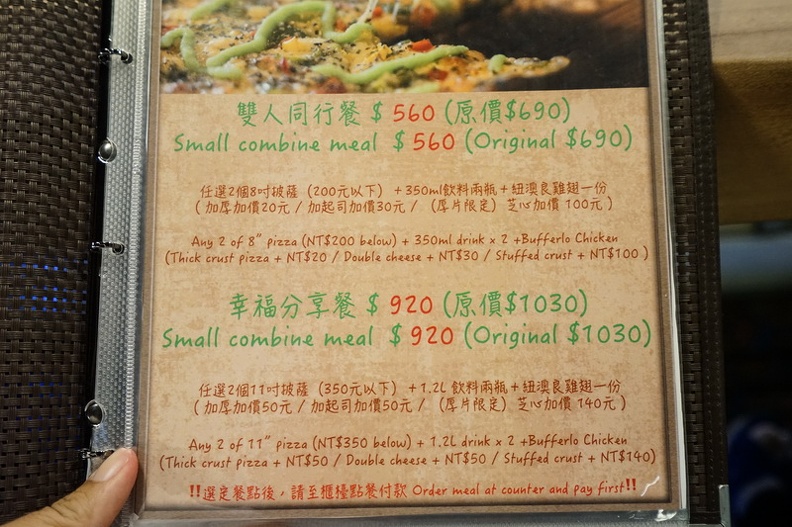 雙人同行餐 $ 560 (原價$690)
Small combine meal $ 560 (Original $690)
任選2個8吋披薩 (200元以下) + 350ml飲料兩瓶 + 紐澳良雞翅一份
( 加厚加價20元 / 加起司加價30元 / (厚片限定) 芝心加價 100元 )
Any 2 of 8" pizza (NT$200 below) + 350ml drink x 2 +Bufferlo Chicken
(Thick crust pizza + NT$20 / Double cheese + NT$30 / Stuffed crust + NT$100 )
幸福分享餐 $ 920 (原價$1030)
Small combine meal $ 920 (Original $1030)
任選2個11吋披薩 (350元以下) + 1.2L 飲料兩瓶 + 紐澳良雞翅一份
( 加厚加價50元 / 加起司加價50元 / (厚片限定) 芝心加價 140元 )
Any 2 of 11" pizza (NT$350 below) + 1.2L drink x 2 +Bufferlo Chicken
(Thick crust pizza + NT$50 / Double cheese + NT$50 / Stuffed crust + NT$140)
!!選定餐點後，請至櫃檯點餐付款 Order meal at counter and pay first!!